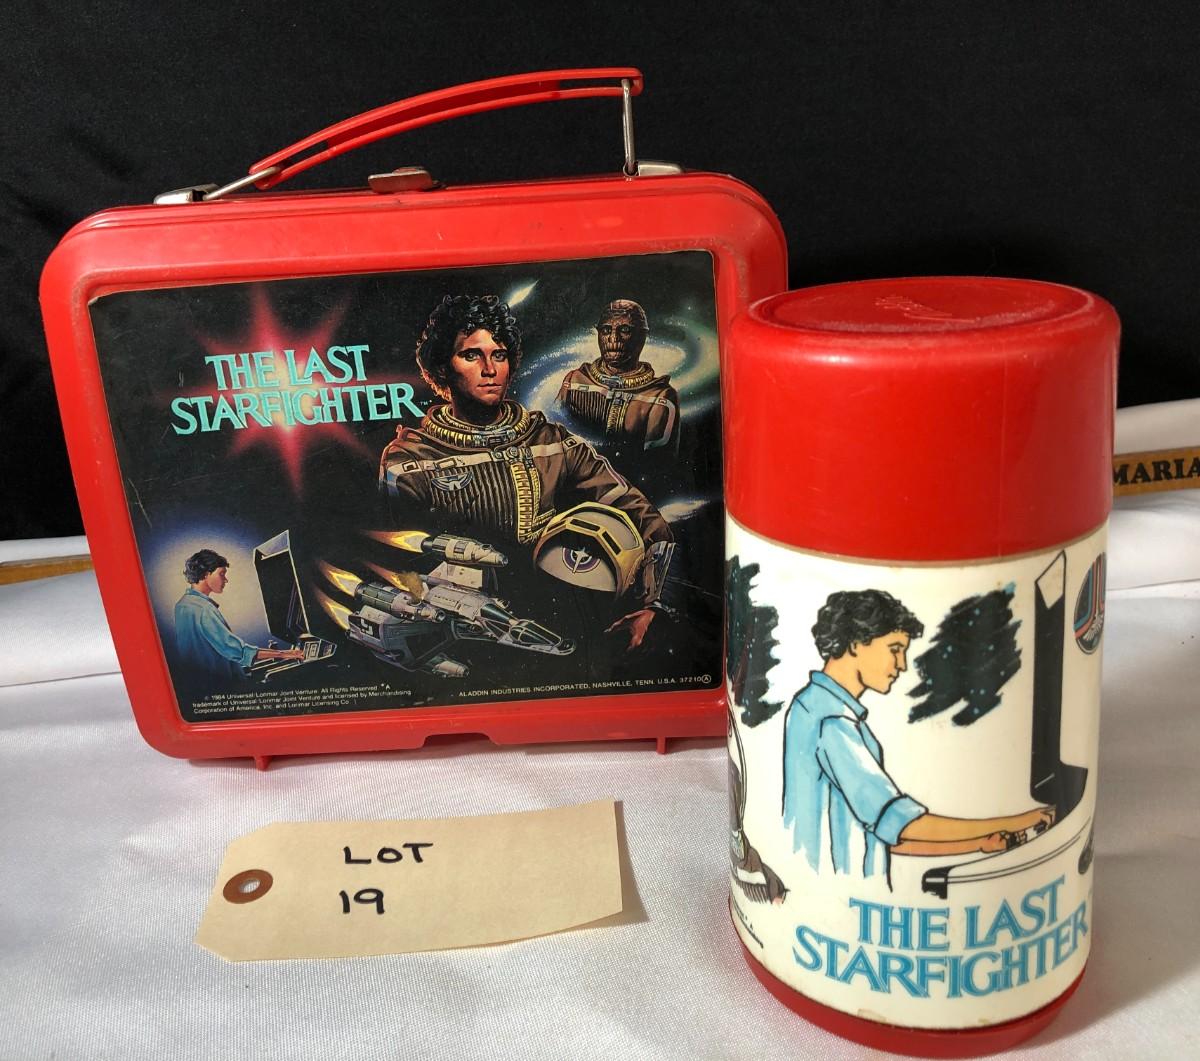 THE LAST
STARFIGHTER™
© 1984 Universal/Lorimar Joint Venture. All Rights Reserved. *A
trademark of Universal/Lorimar Joint Venture and licensed by Merchandising
Corporation of America, Inc. and Lorimar Licensing Co.
ALADDIN INDUSTRIES INCORPORATED, NASHVILLE, TENN. U.S.A. 37210
LOT
19
THE LAST
STARFIGHTER
MARIA